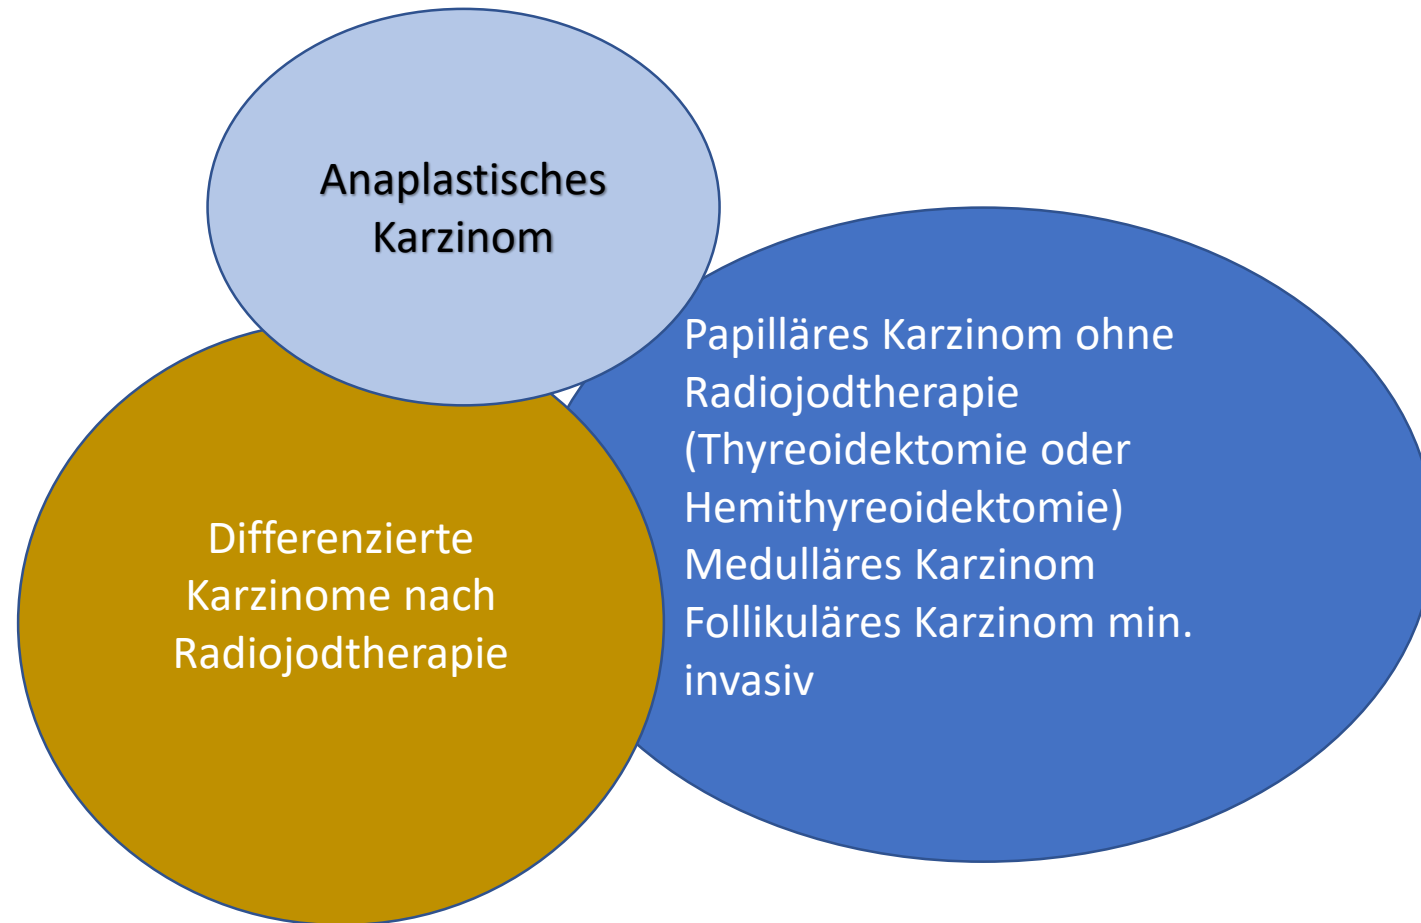 Anaplastisches
Karzinom
Papilläres Karzinom ohne
Radiojodtherapie
(Thyreoidektomie oder
Hemithyreoidektomie)
Medulläres Karzinom
Follikuläres Karzinom min.
invasiv
Differenzierte
Karzinome nach
Radiojodtherapie